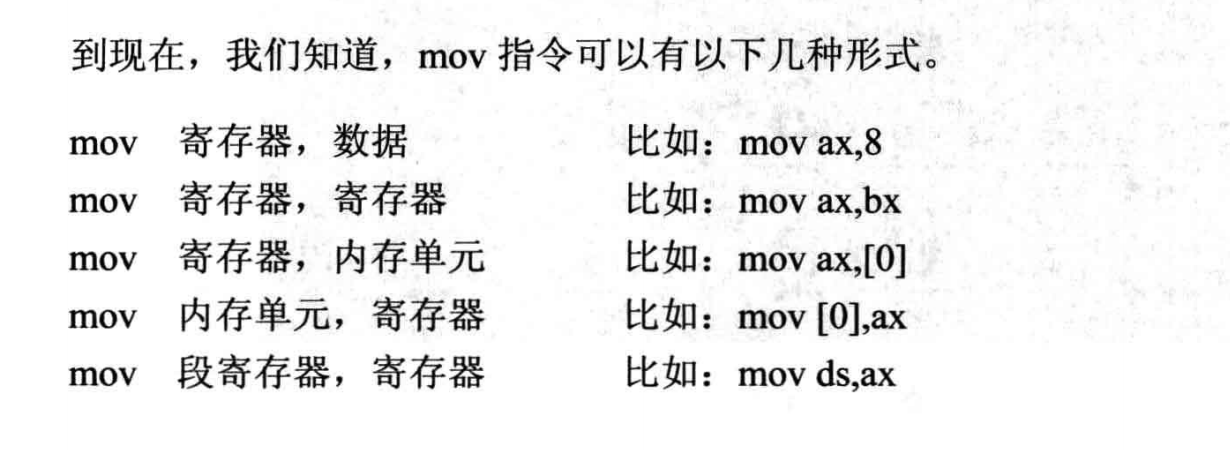 到现在，我们知道，mov 指令可以有以下几种形式。
mov 寄存器，数据 比如：mov ax,8
mov 寄存器，寄存器 比如：mov ax,bx
mov 寄存器，内存单元 比如：mov ax,[0]
mov 内存单元，寄存器 比如：mov [0],ax
mov 段寄存器，寄存器 比如：mov ds,ax